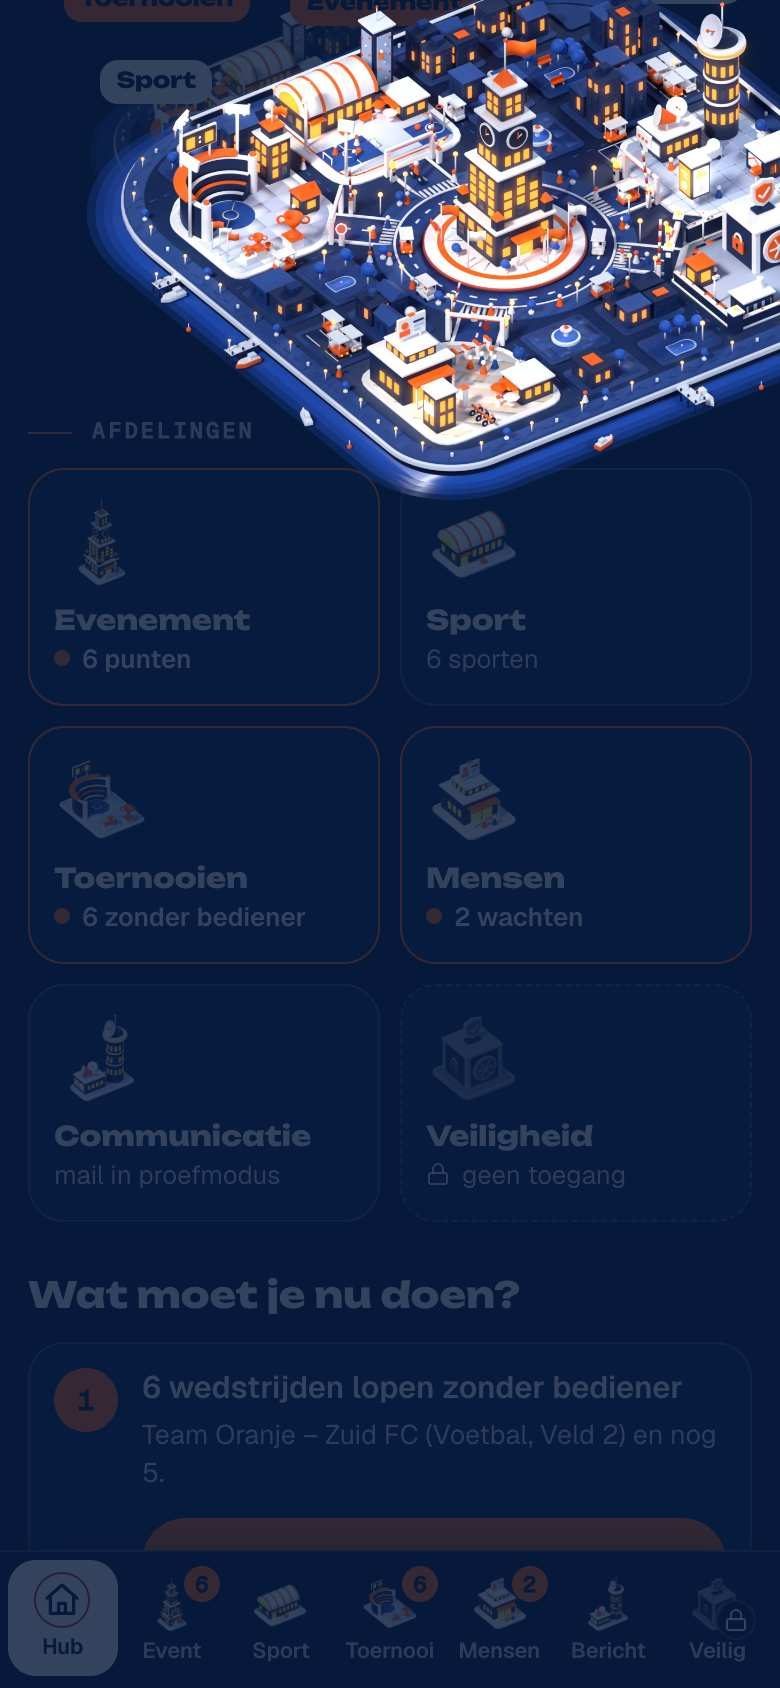 Toernooien
Evenement
Sport
AFDELINGEN
Evenement
6 punten
Sport
6 sporten
Toernooien
6 zonder bediener
Mensen
2 wachten
Communicatie
mail in proefmodus
Veiligheid
geen toegang
Wat moet je nu doen?
1
6 wedstrijden lopen zonder bediener
Team Oranje – Zuid FC (Voetbal, Veld 2) en nog
5.
6
6
2
Hub
Event
Sport
Toernooi
Mensen
Bericht
Veilig